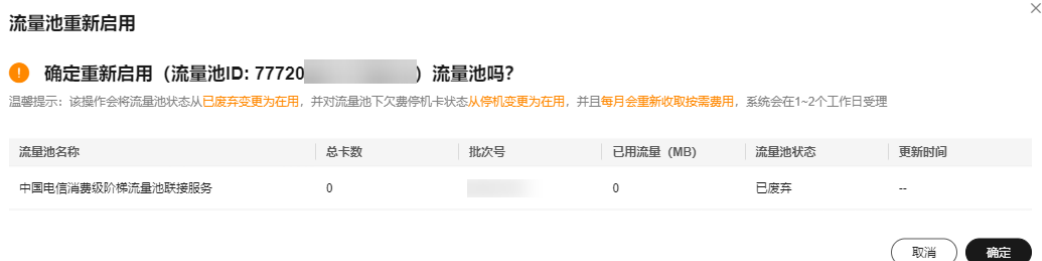 流量池重新启用
确定重新启用（流量池ID: 77720 ）流量池吗?
温馨提示：该操作会将流量池状态从已废弃变更为在用，并对流量池下欠费停机卡状态从停机变更为在用，并且每月会重新收取按需费用，系统会在1~2个工作日受理
流量池名称 总卡数 批次号 已用流量（MB) 流量池状态 更新时间
中国电信消费级阶梯流量池联接服务 0 0 已废弃 --
取消 确定